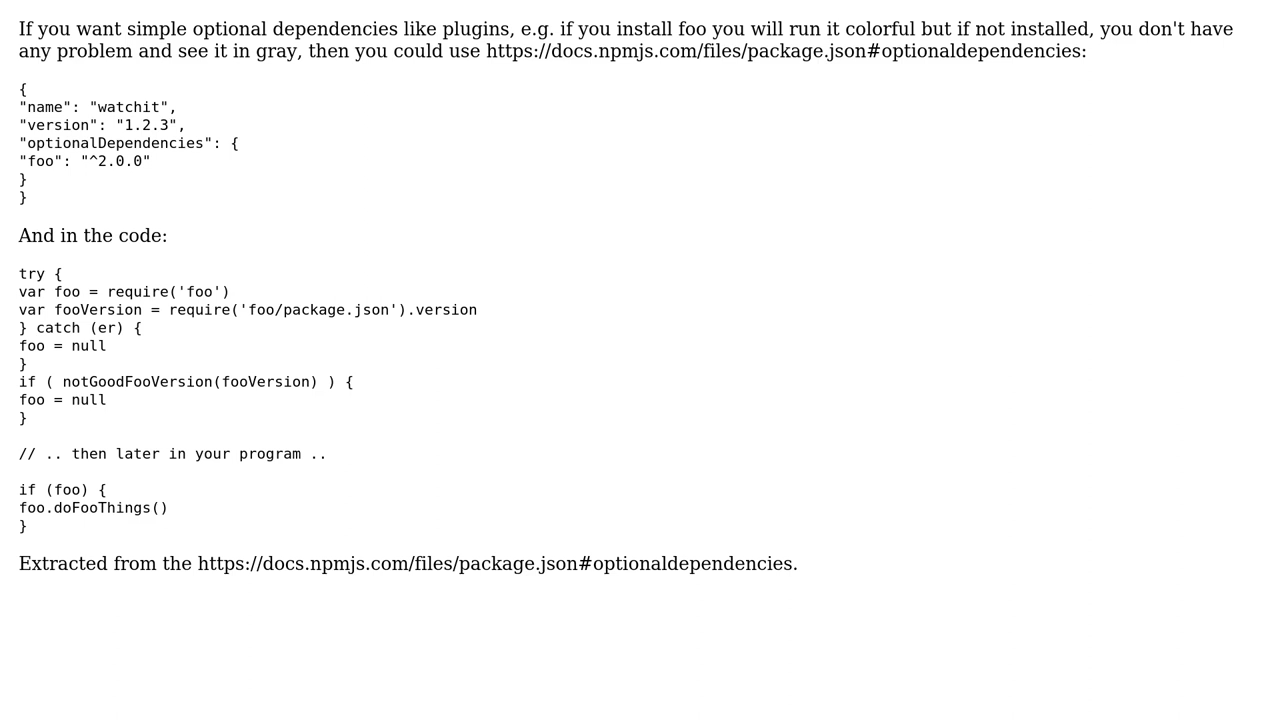 If you want simple optional dependencies like plugins, e.g. if you install foo you will run it colorful but if not installed, you don't have
any problem and see it in gray, then you could use https://docs.npmjs.com/files/package.json#optionaldependencies:
{
"name": "watchit",
"version": "1.2.3",
"optionalDependencies": {
"foo": "^2.0.0"
}
}
And in the code:
try {
var foo = require('foo')
var fooVersion = require('foo/package.json').version
} catch (er) {
foo = null
}
if ( notGoodFooVersion(fooVersion) ) {
foo = null
}
// .. then later in your program ..
if (foo) {
foo.doFooThings()
}
Extracted from the https://docs.npmjs.com/files/package.json#optionaldependencies.